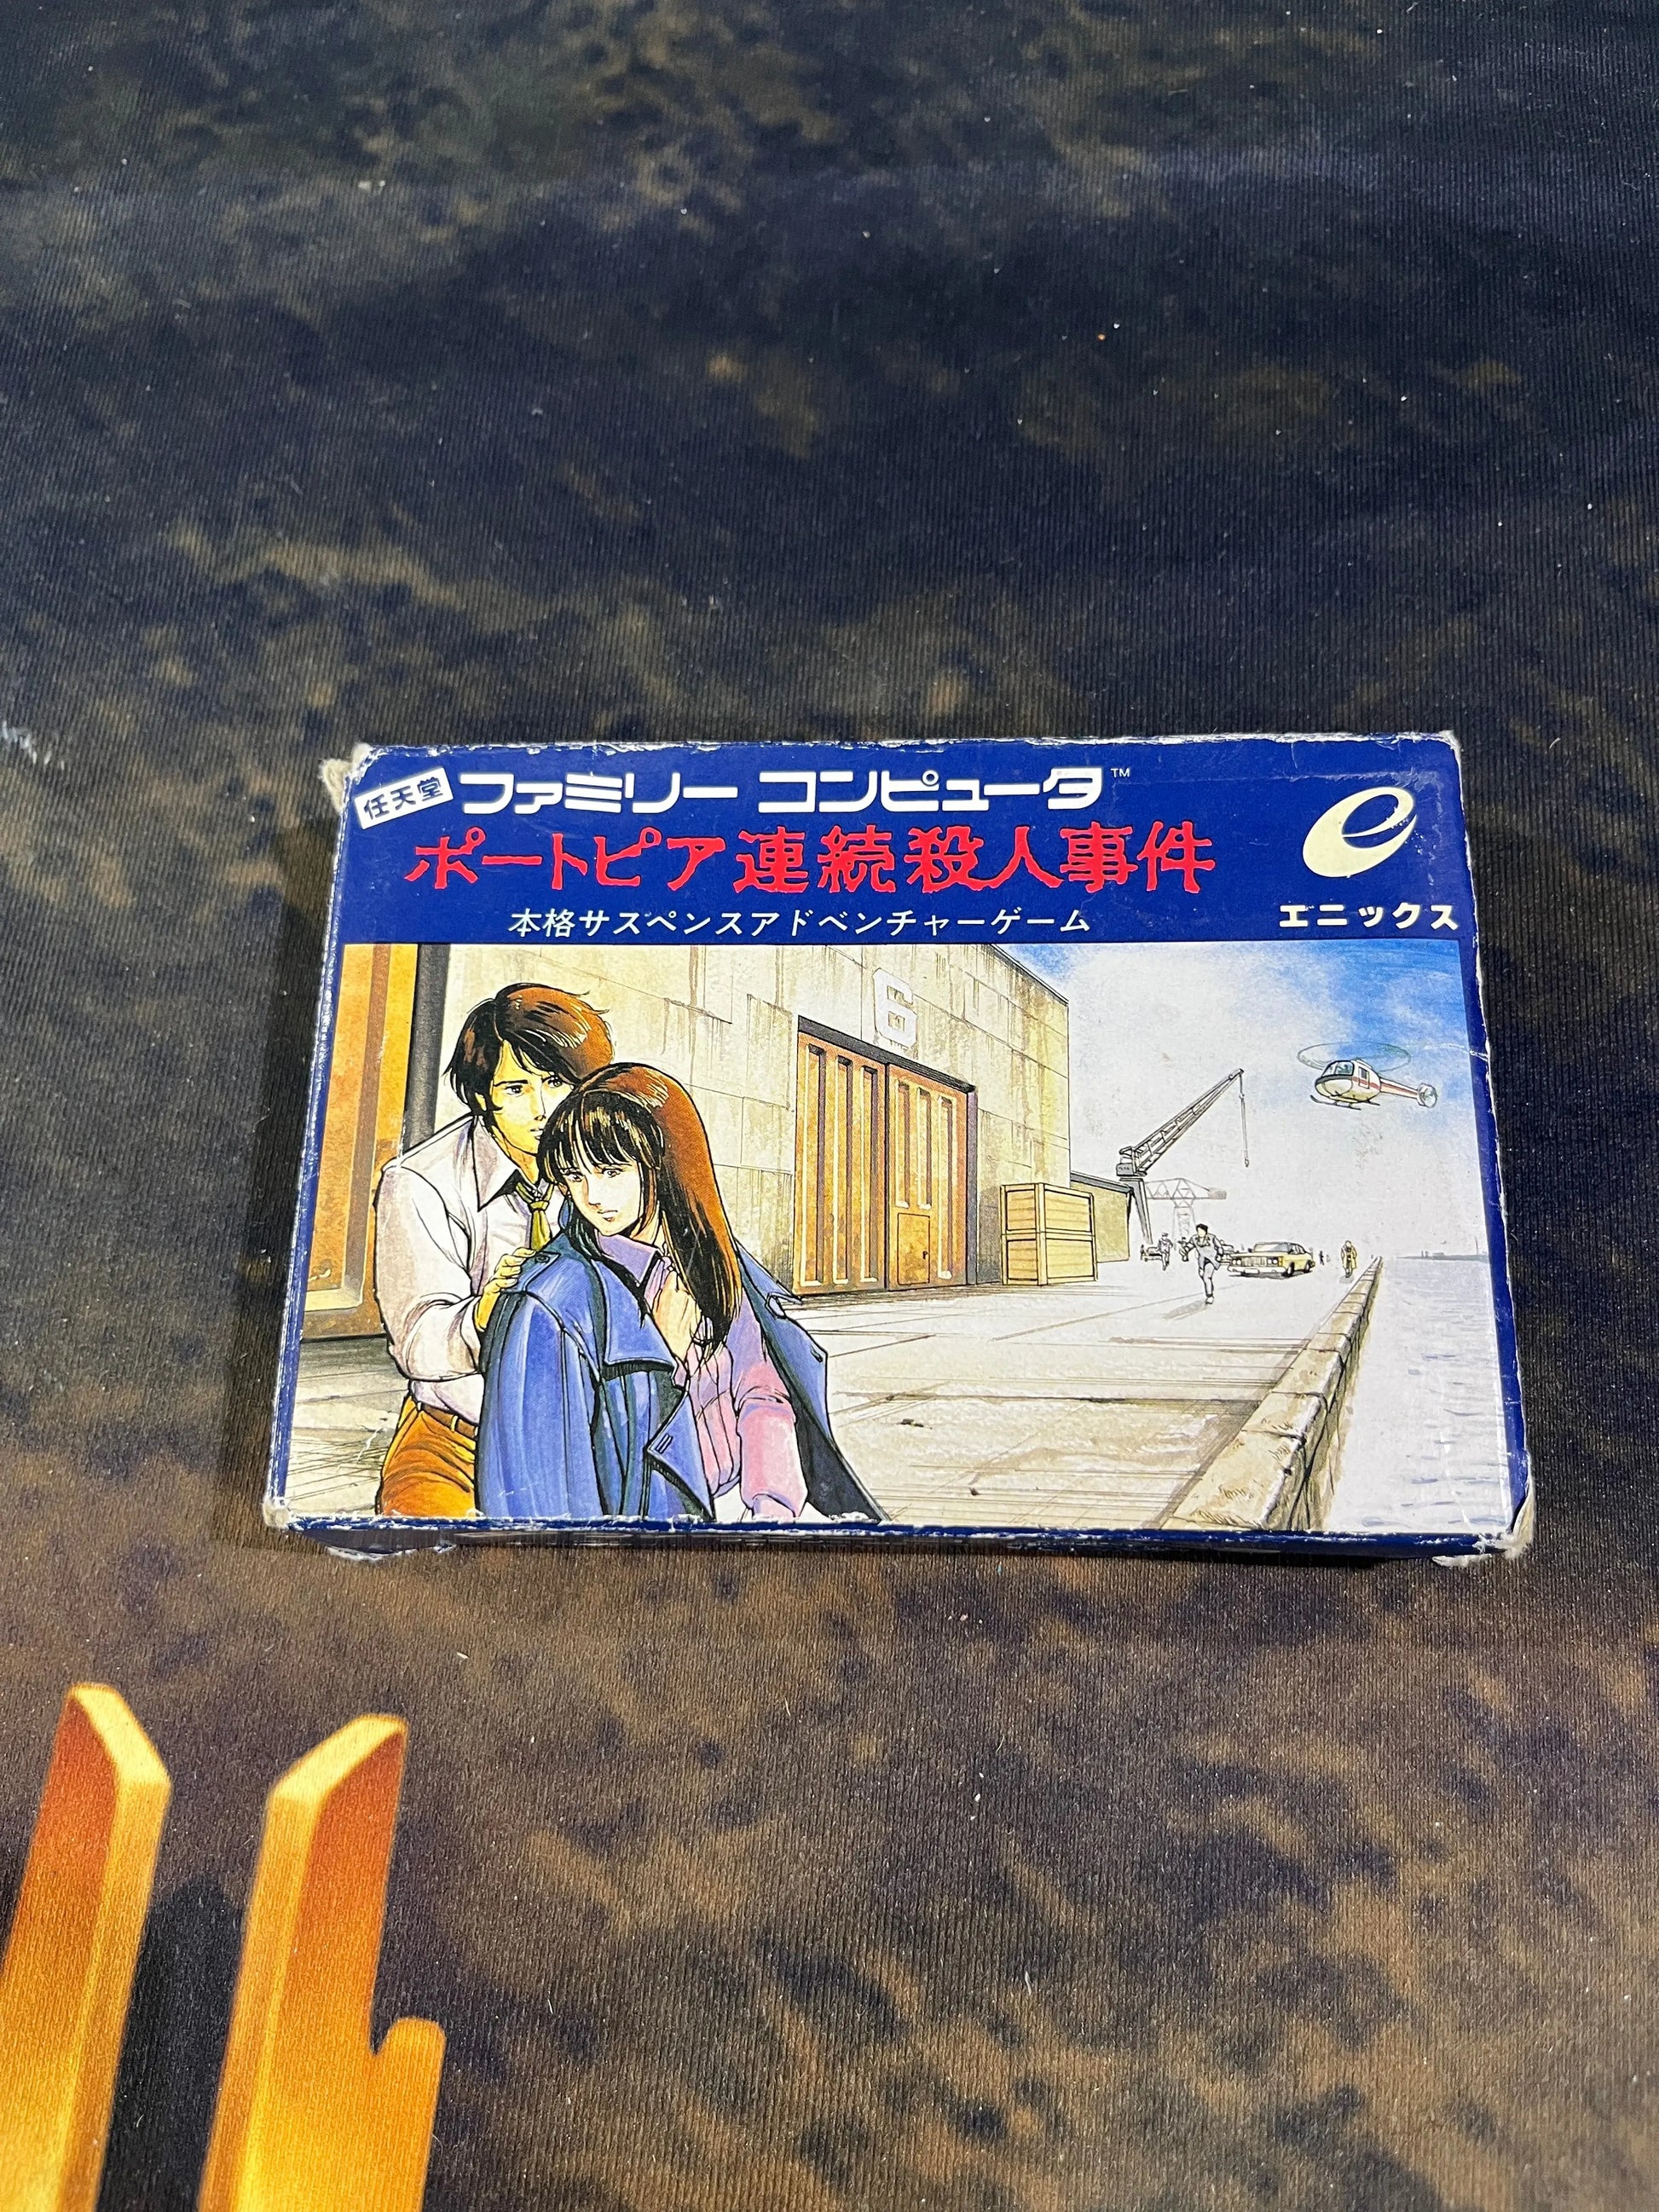 任天堂 ファミリー コンピュータ™
ポートピア連続殺人事件
本格サスペンスアドベンチャーゲーム
e
エニックス
6